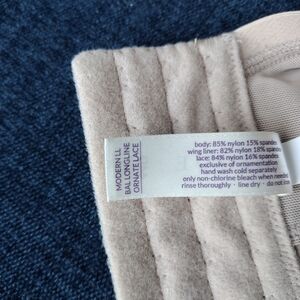 MODERN LL
BAL LONGLINE
ORNATE LACE
body: 85% nylon 15% spandex
wing liner: 82% nylon 18% spandex
lace: 84% nylon 16% spandex
exclusive of ornamentation
hand wash cold separately
only non-chlorine bleach when needed
rinse thoroughly · line dry · do not iron